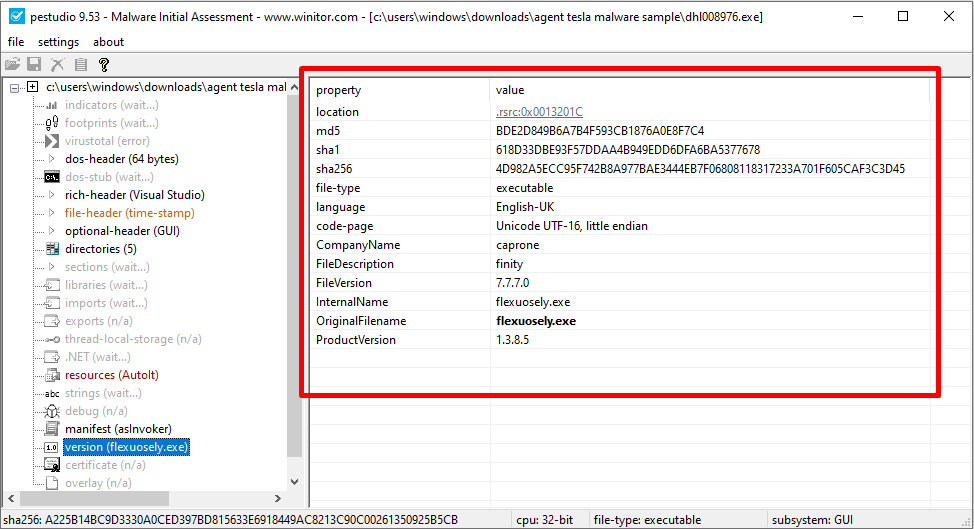 pestudio 9.53 - Malware Initial Assessment - www.winitor.com - [c:\users\windows\downloads\agent tesla malware sample\dhl008976.exe]
file settings about
c:\users\windows\downloads\agent tesla mal
indicators (wait...)
footprints (wait...)
virustotal (error)
dos-header (64 bytes)
dos-stub (wait...)
rich-header (Visual Studio)
file-header (time-stamp)
optional-header (GUI)
directories (5)
sections (wait...)
libraries (wait...)
imports (wait...)
exports (n/a)
thread-local-storage (n/a)
.NET (wait...)
resources (AutoIt)
abc strings (wait...)
debug (n/a)
manifest (asInvoker)
1.0 version (flexuosely.exe)
certificate (n/a)
overlay (n/a)
property value
location .rsrc:0x0013201C
md5 BDE2D849B6A7B4F593CB1876A0E8F7C4
sha1 618D33DBE93F57DDAA4B949EDD6DFA6BA5377678
sha256 4D982A5ECC95F742B8A977BAE3444EB7F06808118317233A701F605CAF3C3D45
file-type executable
language English-UK
code-page Unicode UTF-16, little endian
CompanyName caprone
FileDescription finity
FileVersion 7.7.7.0
InternalName flexuosely.exe
OriginalFilename flexuosely.exe
ProductVersion 1.3.8.5
sha256: A225B14BC9D3330A0CED397BD815633E6918449AC8213C90C00261350925B5CB cpu: 32-bit file-type: executable subsystem: GUI